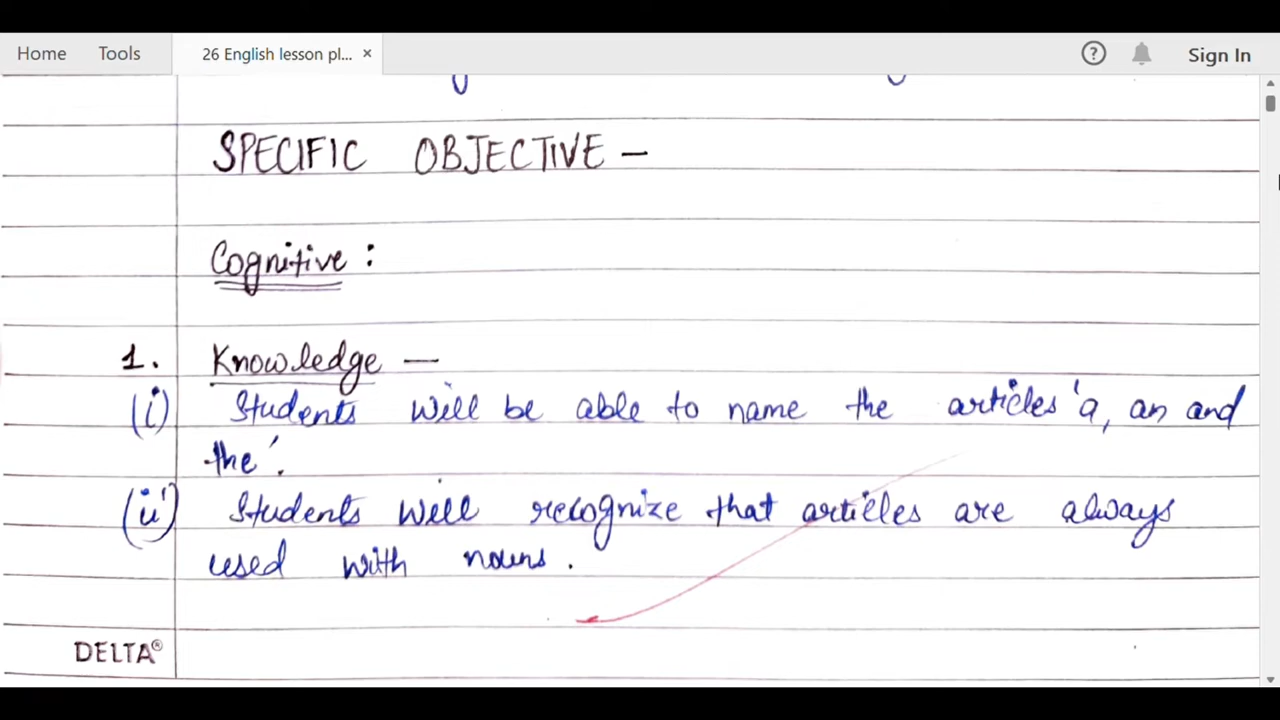 Home Tools 26 English lesson pl... × ? Sign In
SPECIFIC OBJECTIVE —
Cognitive :
1. Knowledge —
(i) Students will be able to name the articles 'a, an and
the'.
(ii) Students will recognize that articles are always
used with nouns.
DELTA®